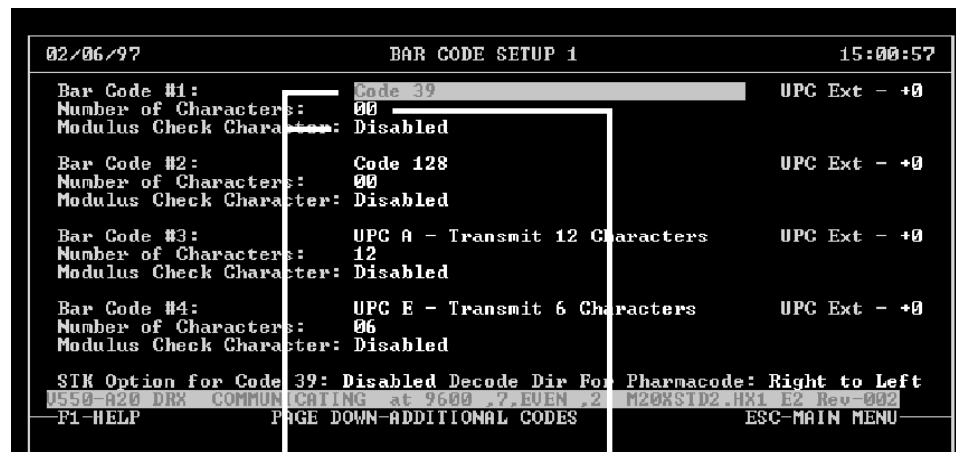 02/06/97 BAR CODE SETUP 1 15:00:57
Bar Code #1: Code 39 UPC Ext - +0
Number of Characters: 00
Modulus Check Character: Disabled
Bar Code #2: Code 128 UPC Ext - +0
Number of Characters: 00
Modulus Check Character: Disabled
Bar Code #3: UPC A - Transmit 12 Characters UPC Ext - +0
Number of Characters: 12
Modulus Check Character: Disabled
Bar Code #4: UPC E - Transmit 6 Characters UPC Ext - +0
Number of Characters: 06
Modulus Check Character: Disabled
STK Option for Code 39: Disabled Decode Dir For Pharmacode: Right to Left
V550-A20 DRX COMMUNICATING at 9600 ,7,EVEN ,2 M20XSTD2.HX1 E2 Rev-002
F1-HELP PAGE DOWN-ADDITIONAL CODES ESC-MAIN MENU